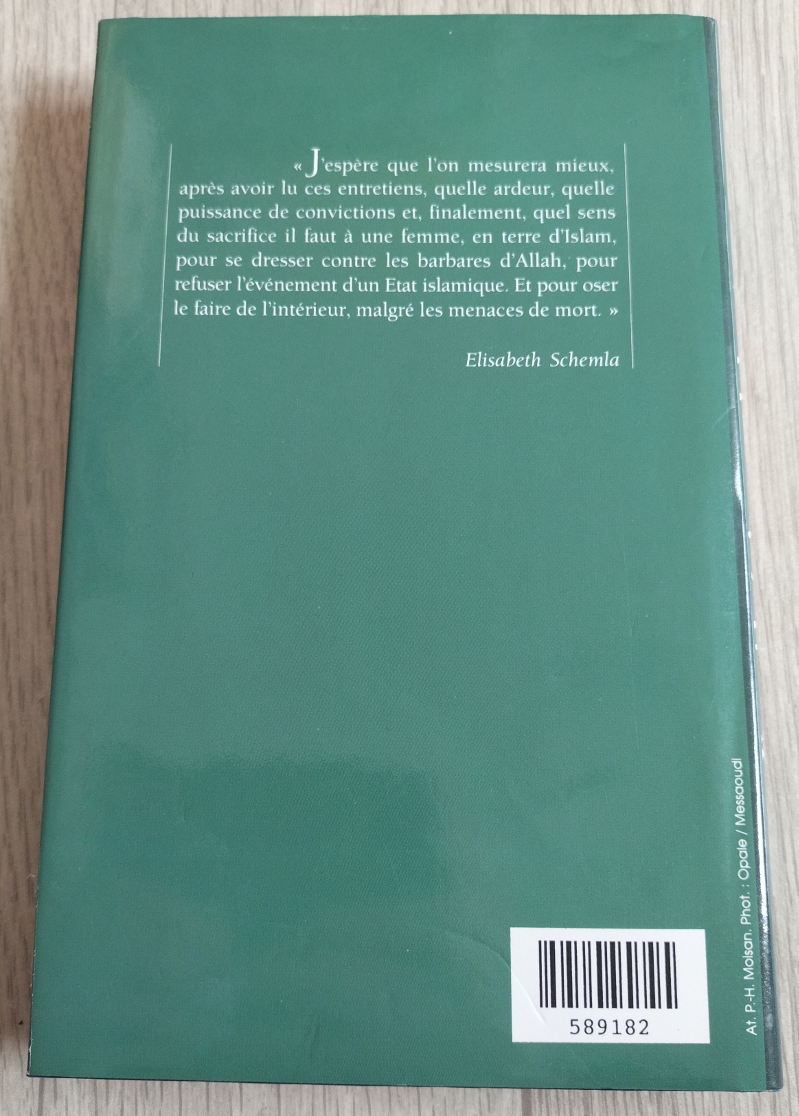 « J'espère que l'on mesurera mieux,
après avoir lu ces entretiens, quelle ardeur, quelle
puissance de convictions et, finalement, quel sens
du sacrifice il faut à une femme, en terre d'Islam,
pour se dresser contre les barbares d'Allah, pour
refuser l'événement d'un Etat islamique. Et pour oser
le faire de l'intérieur, malgré les menaces de mort. »
Elisabeth Schemla
At. P.-H. Moisan. Phot. : Opale / Messaoudi
589182